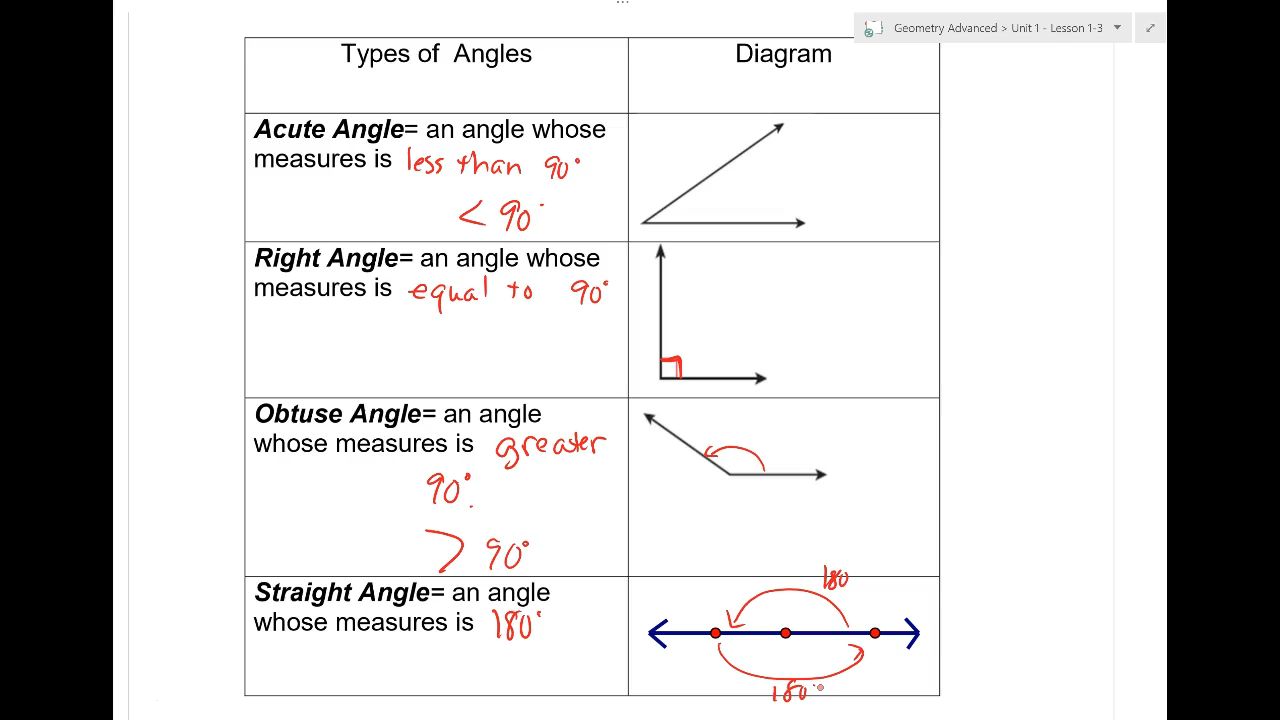 Geometry Advanced > Unit 1 - Lesson 1-3
Types of Angles
Diagram
Acute Angle= an angle whose
measures is less than 90°
< 90°
Right Angle= an angle whose
measures is equal to 90°
Obtuse Angle= an angle
whose measures is greater
90°.
> 90°
Straight Angle= an angle
whose measures is 180°
180
180°